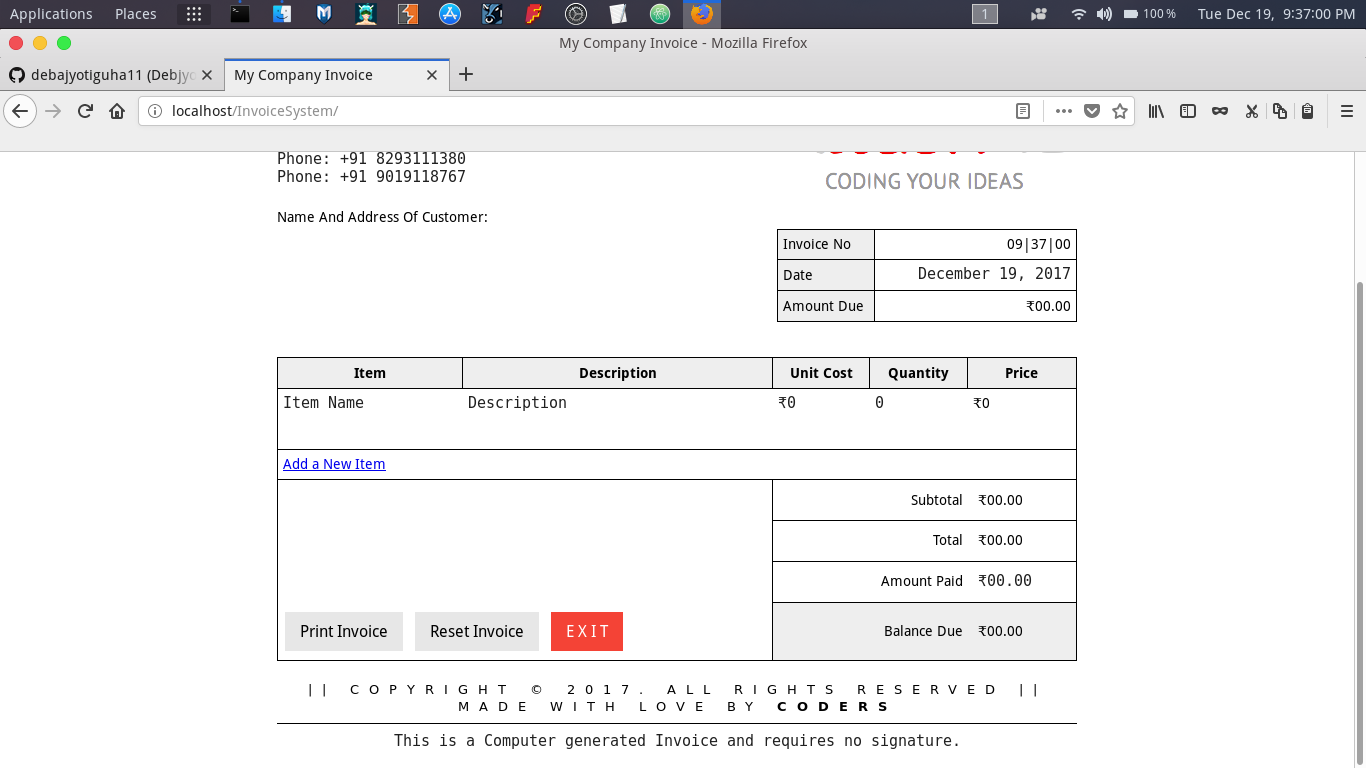 Applications Places 1 100 % Tue Dec 19, 9:37:00 PM
My Company Invoice - Mozilla Firefox
debajyotiguha11 (Debjyo My Company Invoice
localhost/InvoiceSystem/
Phone: +91 8293111380
Phone: +91 9019118767
CODING YOUR IDEAS
Name And Address Of Customer:
Invoice No 09|37|00
Date December 19, 2017
Amount Due ₹00.00
Item Description Unit Cost Quantity Price
Item Name Description ₹0 0 ₹0
Add a New Item
Subtotal ₹00.00
Total ₹00.00
Amount Paid ₹00.00
Print Invoice Reset Invoice EXIT Balance Due ₹00.00
|| COPYRIGHT © 2017. ALL RIGHTS RESERVED ||
MADE WITH LOVE BY CODERS
This is a Computer generated Invoice and requires no signature.